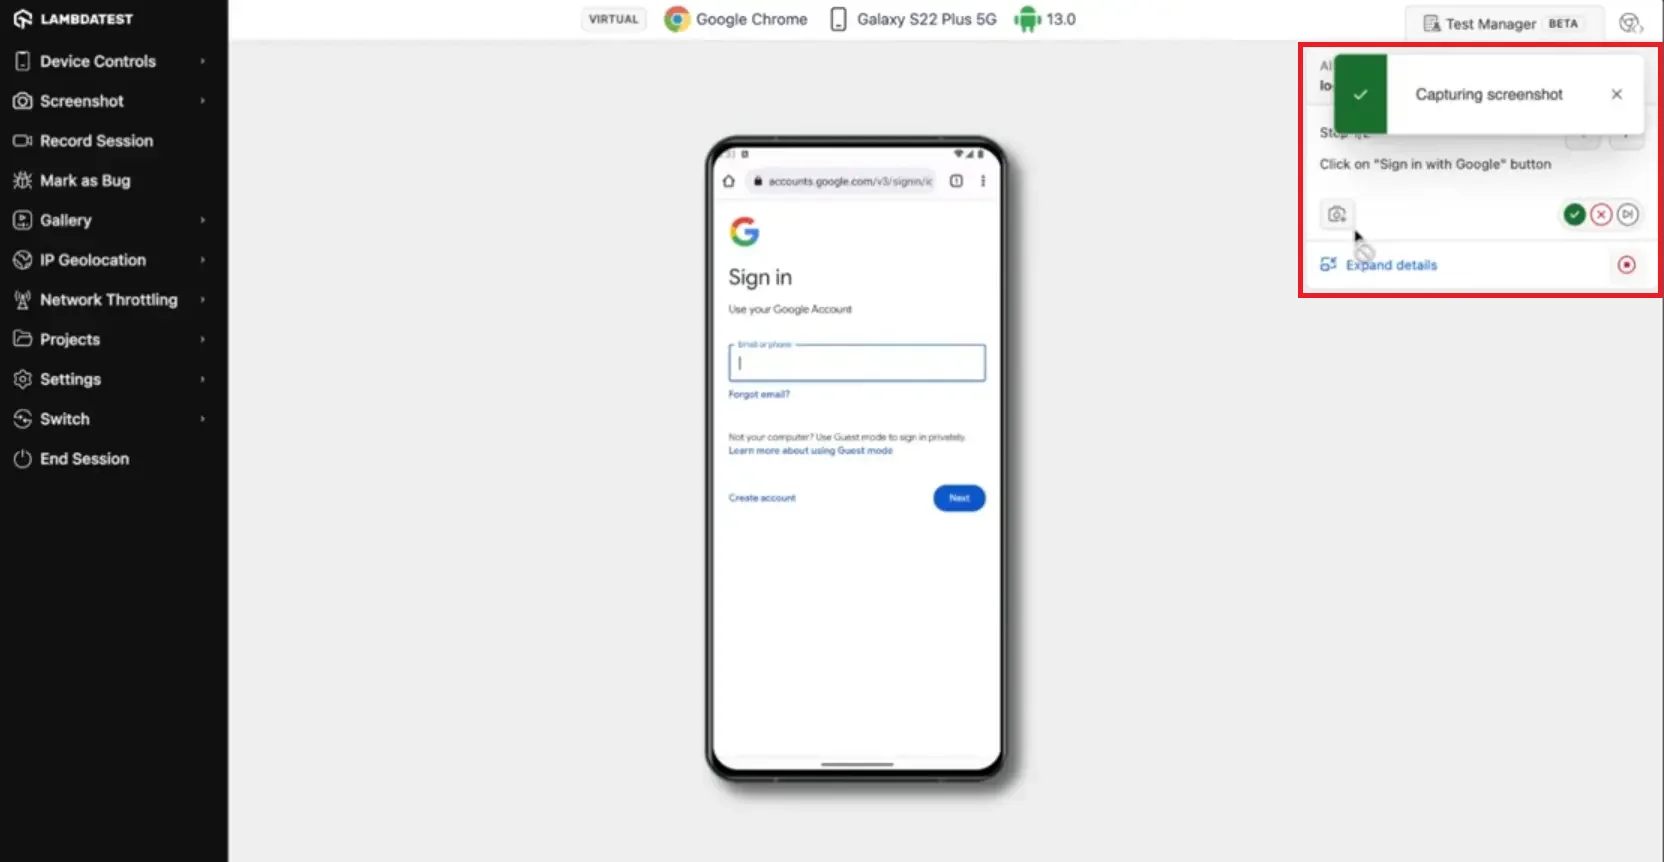 LAMBDATEST
Device Controls
Screenshot
Record Session
Mark as Bug
Gallery
IP Geolocation
Network Throttling
Projects
Settings
Switch
End Session
VIRTUAL
Google Chrome
Galaxy S22 Plus 5G
13.0
Test Manager BETA
Capturing screenshot
Click on "Sign in with Google" button
Expand details
accounts.google.com/v3/signin/ic
Sign in
Use your Google Account
Email or phone
Forgot email?
Not your computer? Use Guest mode to sign in privately.
Learn more about using Guest mode
Create account
Next